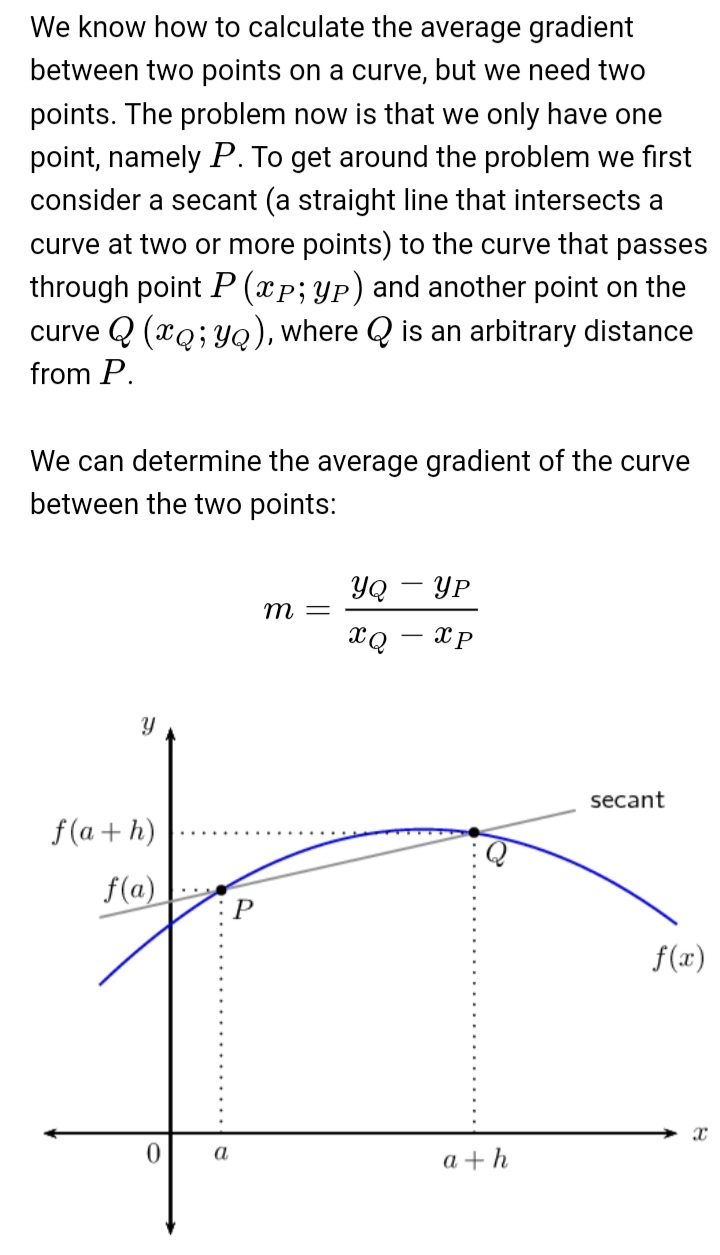 We know how to calculate the average gradient
between two points on a curve, but we need two
points. The problem now is that we only have one
point, namely P. To get around the problem we first
consider a secant (a straight line that intersects a
curve at two or more points) to the curve that passes
through point P (x_P; y_P) and another point on the
curve Q (x_Q; y_Q), where Q is an arbitrary distance
from P.
We can determine the average gradient of the curve
between the two points:
m = \frac{y_Q − y_P}{x_Q − x_P}
y
secant
f(a + h)
Q
f(a)
P
f(x)
x
0 a a + h